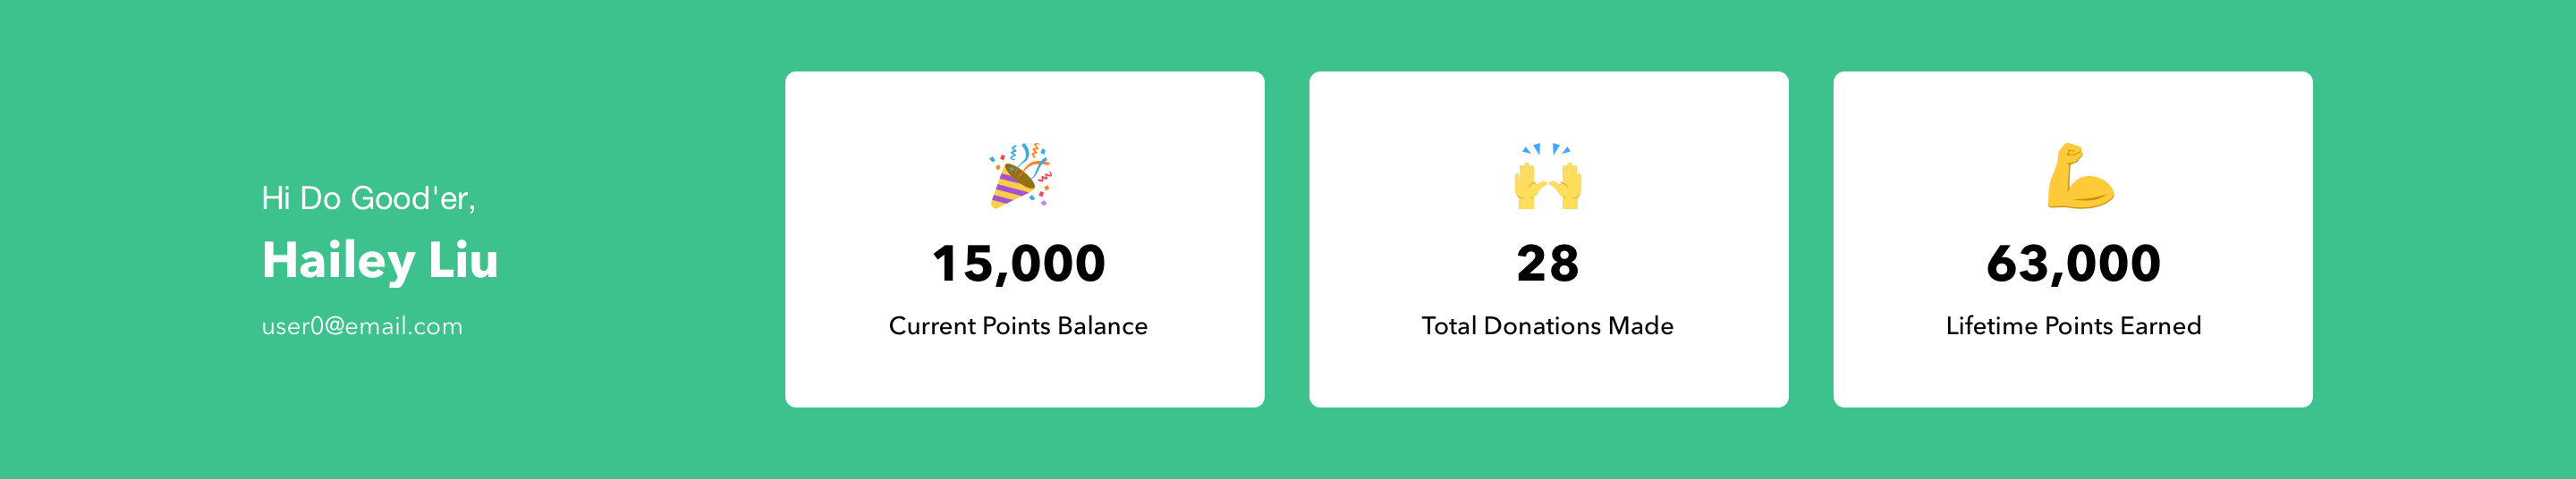 Hi Do Good'er,
Hailey Liu
user0@email.com
15,000
Current Points Balance
28
Total Donations Made
63,000
Lifetime Points Earned